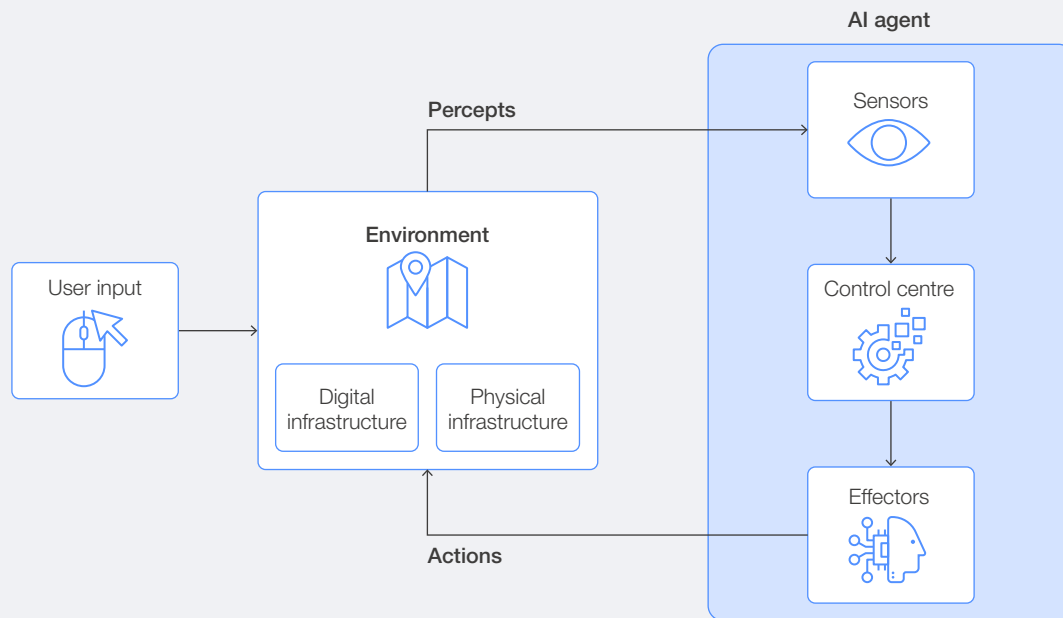 AI agent
Sensors
Percepts
Environment
User input
Control centre
Digital
infrastructure
Physical
infrastructure
Effectors
Actions